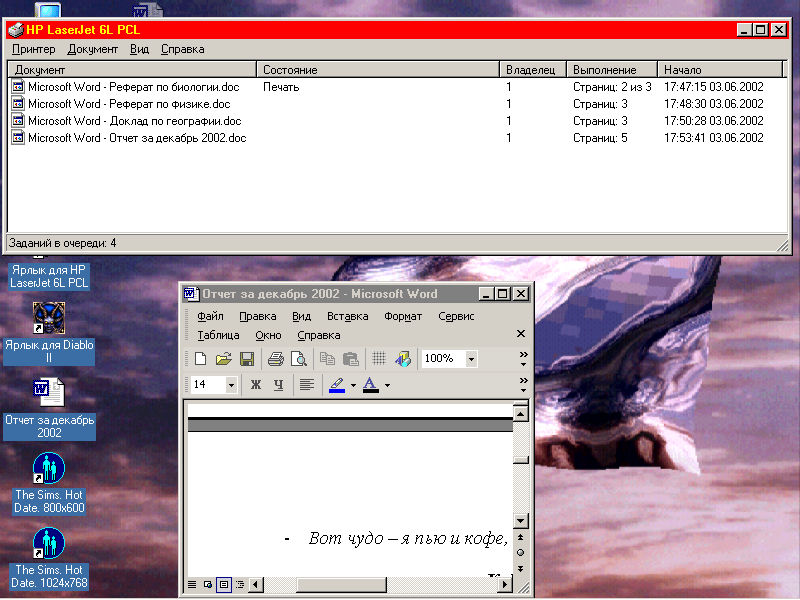 HP LaserJet 6L PCL
Принтер Документ Вид Справка
Документ Состояние Владелец Выполнение Начало
Microsoft Word - Реферат по биологии.doc Печать 1 Страниц: 2 из 3 17:47:15 03.06.2002
Microsoft Word - Реферат по физике.doc 1 Страниц: 3 17:48:30 03.06.2002
Microsoft Word - Доклад по географии.doc 1 Страниц: 3 17:50:28 03.06.2002
Microsoft Word - Отчет за декабрь 2002.doc 1 Страниц: 5 17:53:41 03.06.2002
Заданий в очереди: 4
Ярлык для HP
LaserJet 6L PCL
Ярлык для Diablo
II
Отчет за декабрь
2002
The Sims. Hot
Date. 800x600
The Sims. Hot
Date. 1024x768
Отчет за декабрь 2002 - Microsoft Word
Файл Правка Вид Вставка Формат Сервис
Таблица Окно Справка
100%
14 Ж Ч A
- Вот чудо – я пью и кофе,